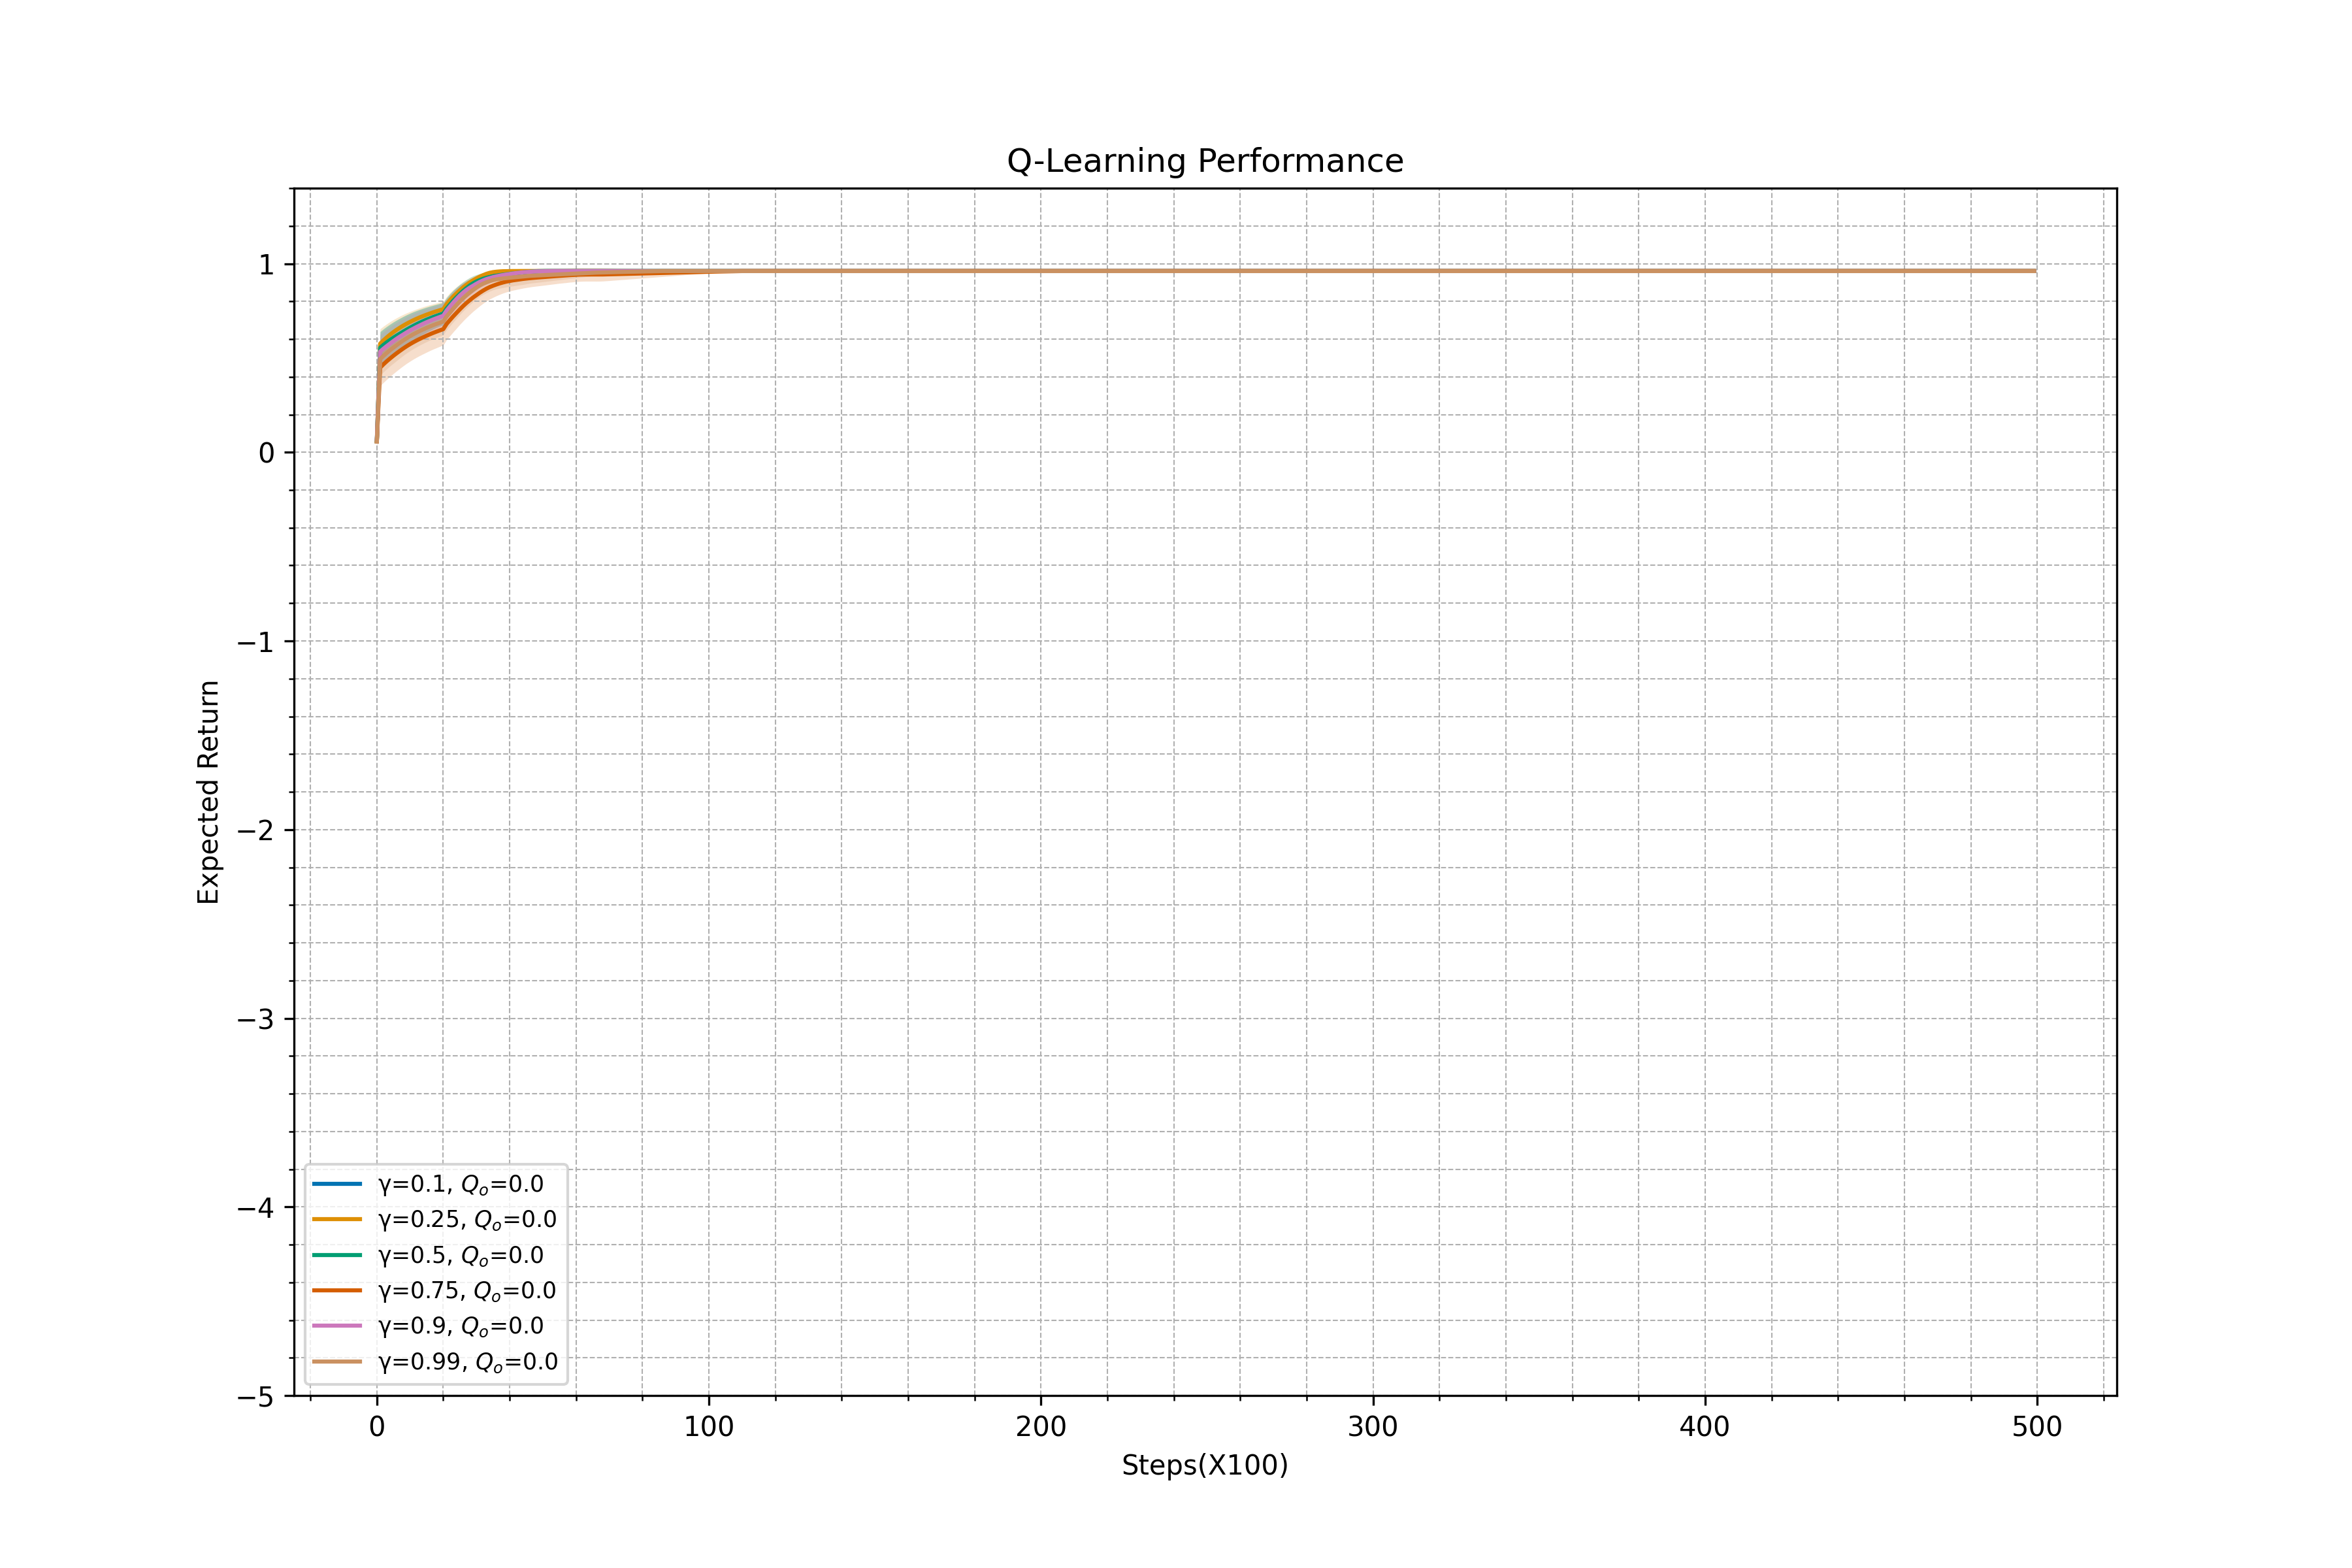 Q-Learning Performance
Expected Return
1
0
−1
−2
−3
−4
−5
γ=0.1, Qₒ=0.0
γ=0.25, Qₒ=0.0
γ=0.5, Qₒ=0.0
γ=0.75, Qₒ=0.0
γ=0.9, Qₒ=0.0
γ=0.99, Qₒ=0.0
0 100 200 300 400 500
Steps(X100)